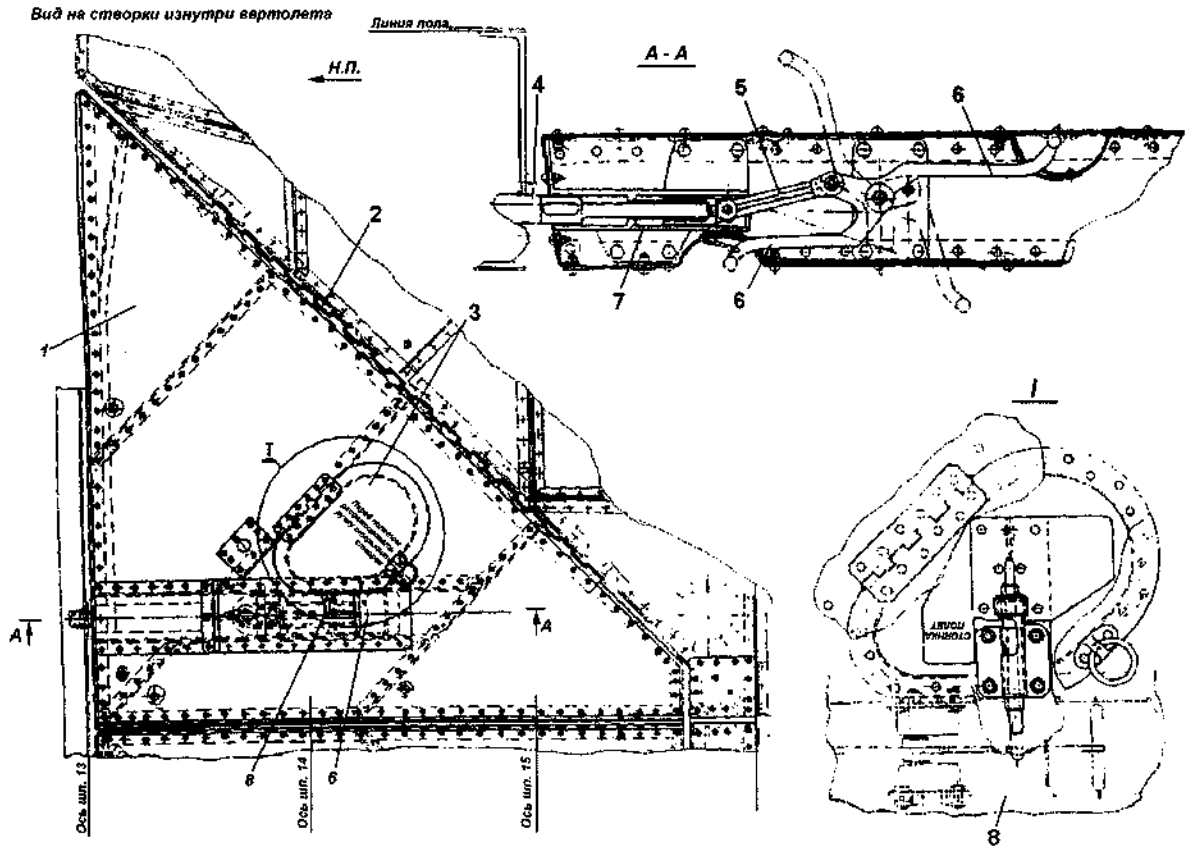 Вид на створки изнутри вертолета
Линия пола
Н.П.
А - А
4
5
6
2
3
1
7
6
I
I
А
А
СТОЯНКА
ПОЛЕТ
в
6
8
Ось шп. 13
Ось шп. 14
Ось шп. 15